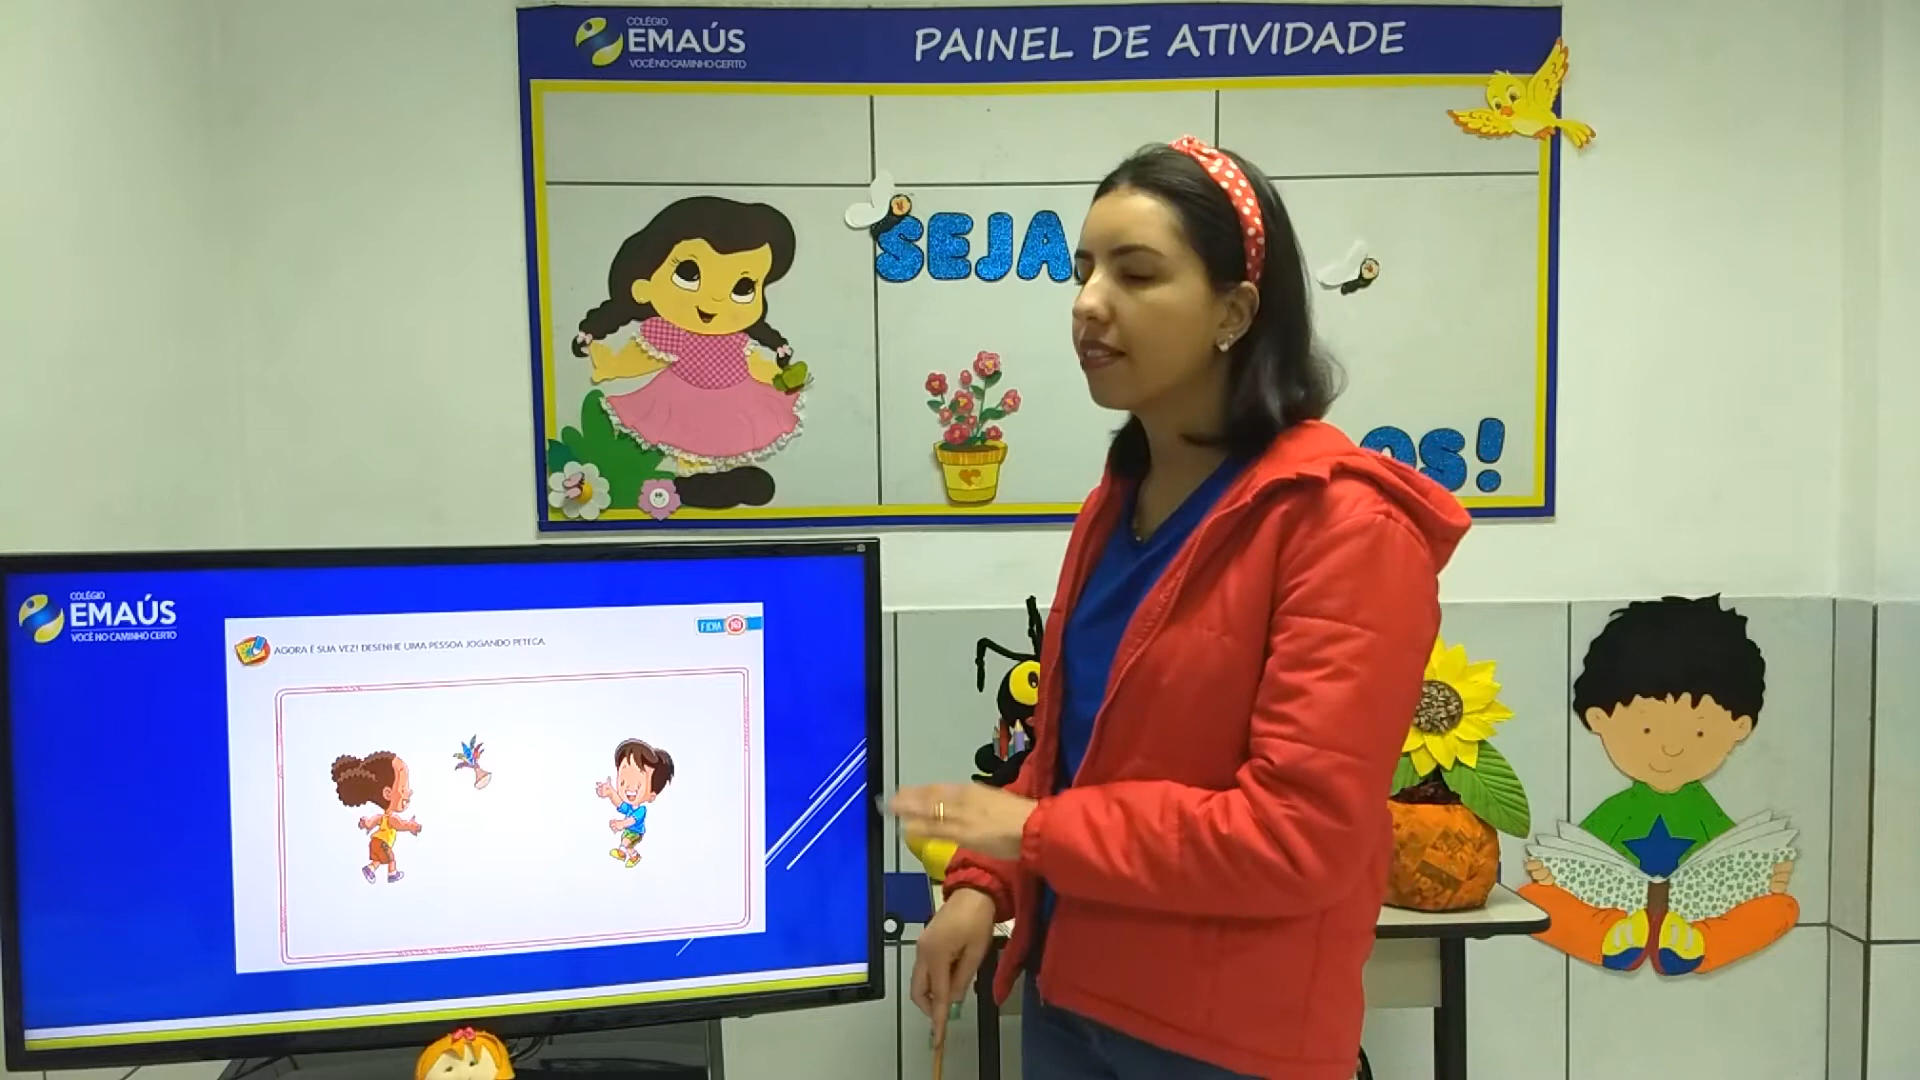 COLÉGIO
EMAÚS
VOCÊ NO CAMINHO CERTO
PAINEL DE ATIVIDADE
SEJA
OS!
COLÉGIO
EMAÚS
VOCÊ NO CAMINHO CERTO
FICHA
AGORA É SUA VEZ! DESENHE UMA PESSOA JOGANDO PETECA.